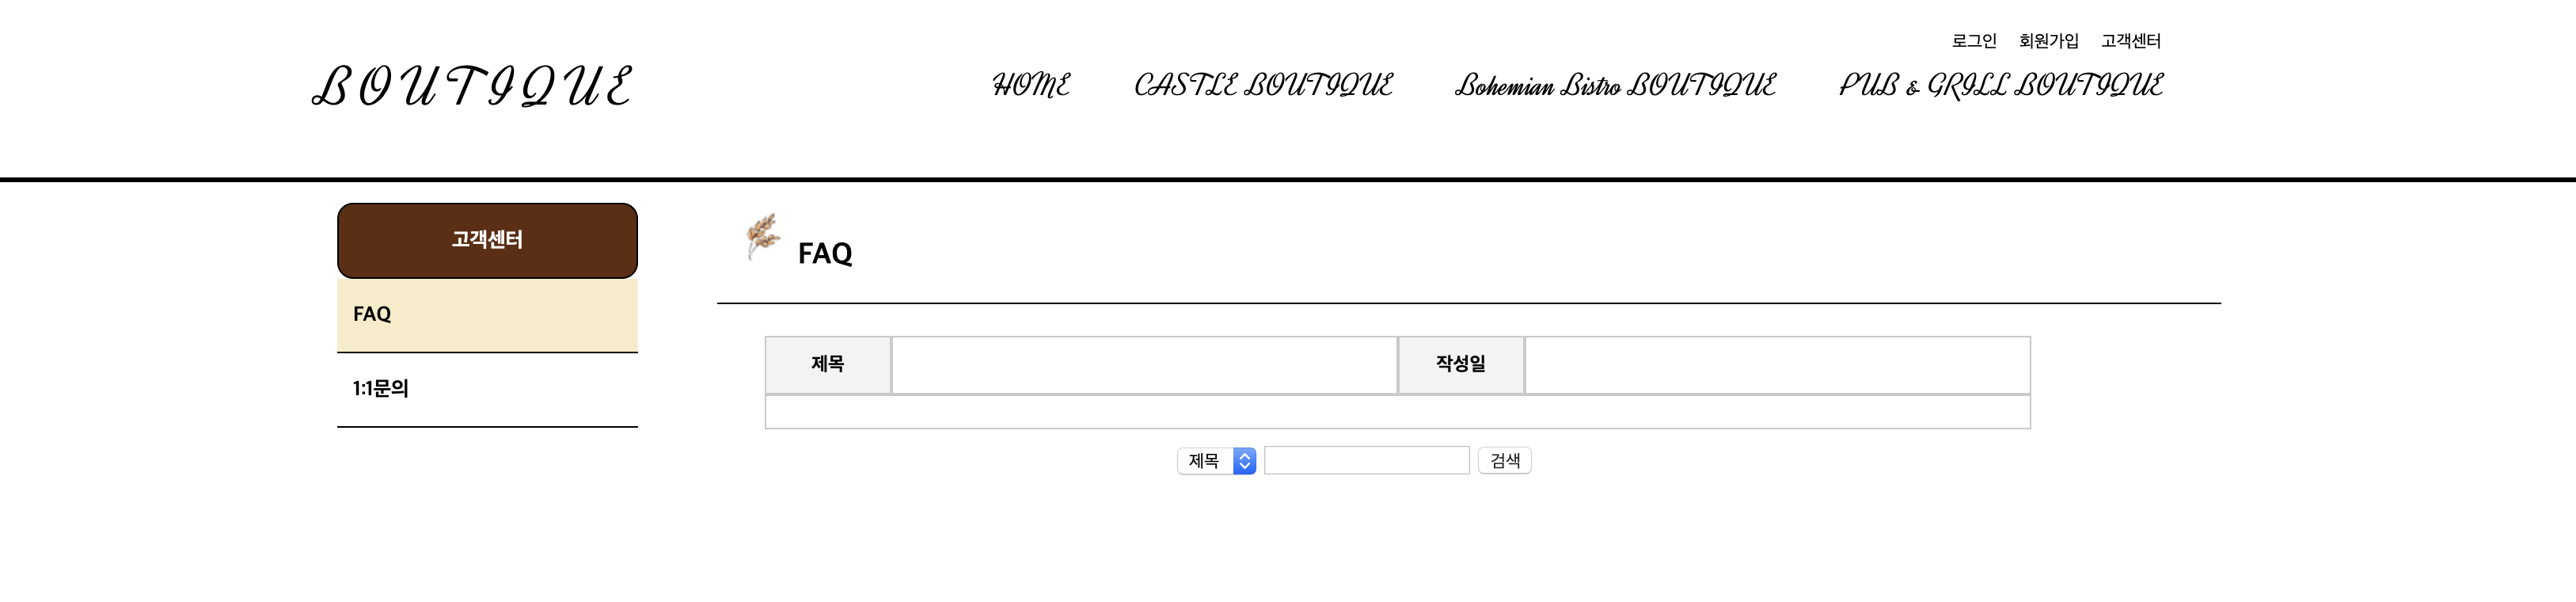 로그인 회원가입 고객센터
BOUTIQUE
HOME CASTLE BOUTIQUE Bohemian Bistro BOUTIQUE PUB & GRILL BOUTIQUE
고객센터
FAQ
1:1문의
FAQ
제목 작성일
제목 검색